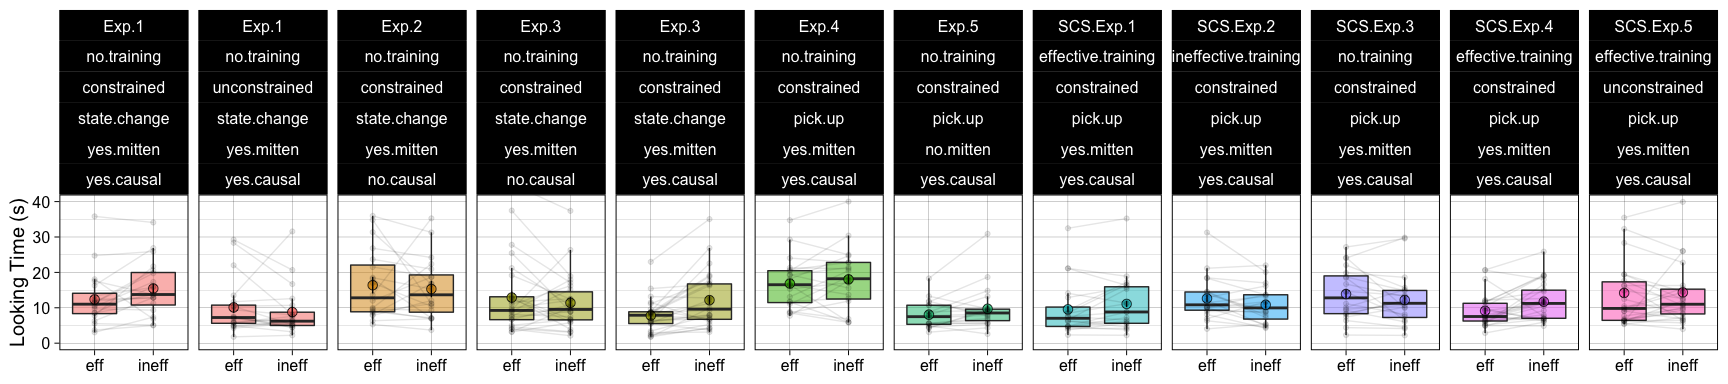 Exp.1 Exp.1 Exp.2 Exp.3 Exp.3 Exp.4 Exp.5 SCS.Exp.1 SCS.Exp.2 SCS.Exp.3 SCS.Exp.4 SCS.Exp.5
no.training no.training no.training no.training no.training no.training no.training effective.training ineffective.training no.training effective.training effective.training
constrained unconstrained constrained constrained constrained constrained constrained constrained constrained constrained constrained unconstrained
state.change state.change state.change state.change state.change pick.up pick.up pick.up pick.up pick.up pick.up pick.up
yes.mitten yes.mitten yes.mitten yes.mitten yes.mitten yes.mitten no.mitten yes.mitten yes.mitten yes.mitten yes.mitten yes.mitten
yes.causal yes.causal no.causal no.causal yes.causal yes.causal yes.causal yes.causal yes.causal yes.causal yes.causal yes.causal
Looking Time (s)
40
30
20
10
0
eff ineff eff ineff eff ineff eff ineff eff ineff eff ineff eff ineff eff ineff eff ineff eff ineff eff ineff eff ineff